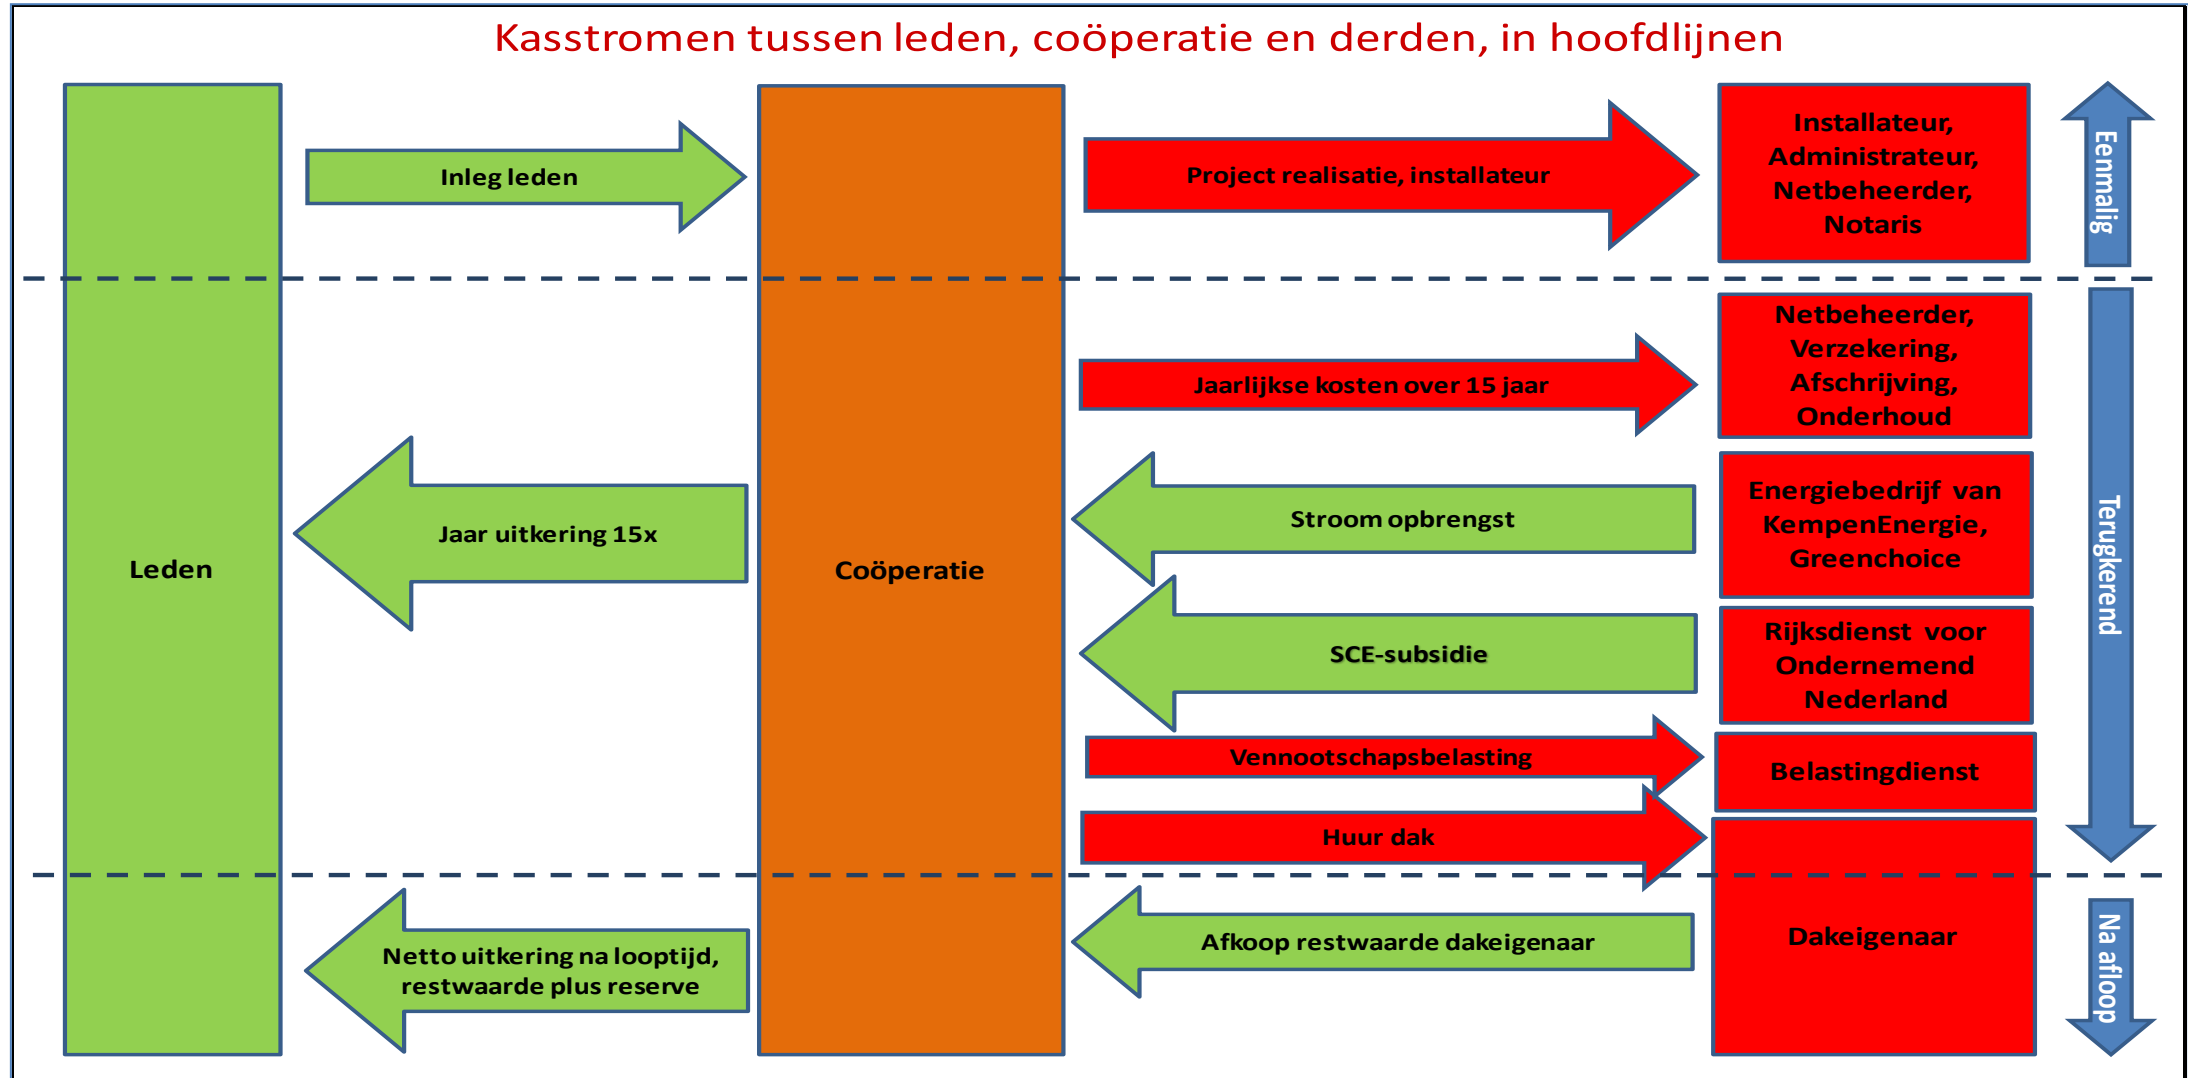 Kasstromen tussen leden, coöperatie en derden, in hoofdlijnen
Inleg leden
Project realisatie, installateur
Installateur,
Administrateur,
Netbeheerder,
Notaris
Eenmalig
Jaarlijkse kosten over 15 jaar
Netbeheerder,
Verzekering,
Afschrijving,
Onderhoud
Leden
Jaar uitkering 15x
Coöperatie
Stroom opbrengst
Energiebedrijf van
KempenEnergie,
Greenchoice
Terugkerend
SCE-subsidie
Rijksdienst voor
Ondernemend
Nederland
Vennootschapsbelasting
Belastingdienst
Huur dak
Netto uitkering na looptijd,
restwaarde plus reserve
Afkoop restwaarde dakeigenaar
Dakeigenaar
Na afloop